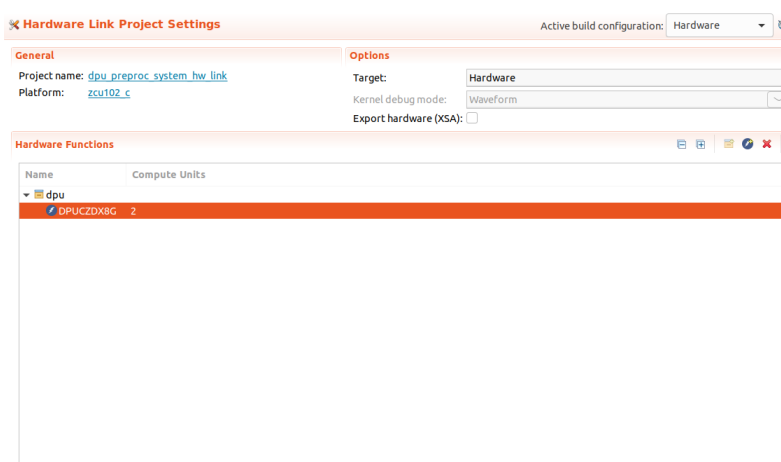 Hardware Link Project Settings
Active build configuration: Hardware
General
Project name: dpu_preproc_system_hw_link
Platform: zcu102_c
Options
Target: Hardware
Kernel debug mode: Waveform
Export hardware (XSA):
Hardware Functions
Name Compute Units
dpu
DPUCZDX8G 2